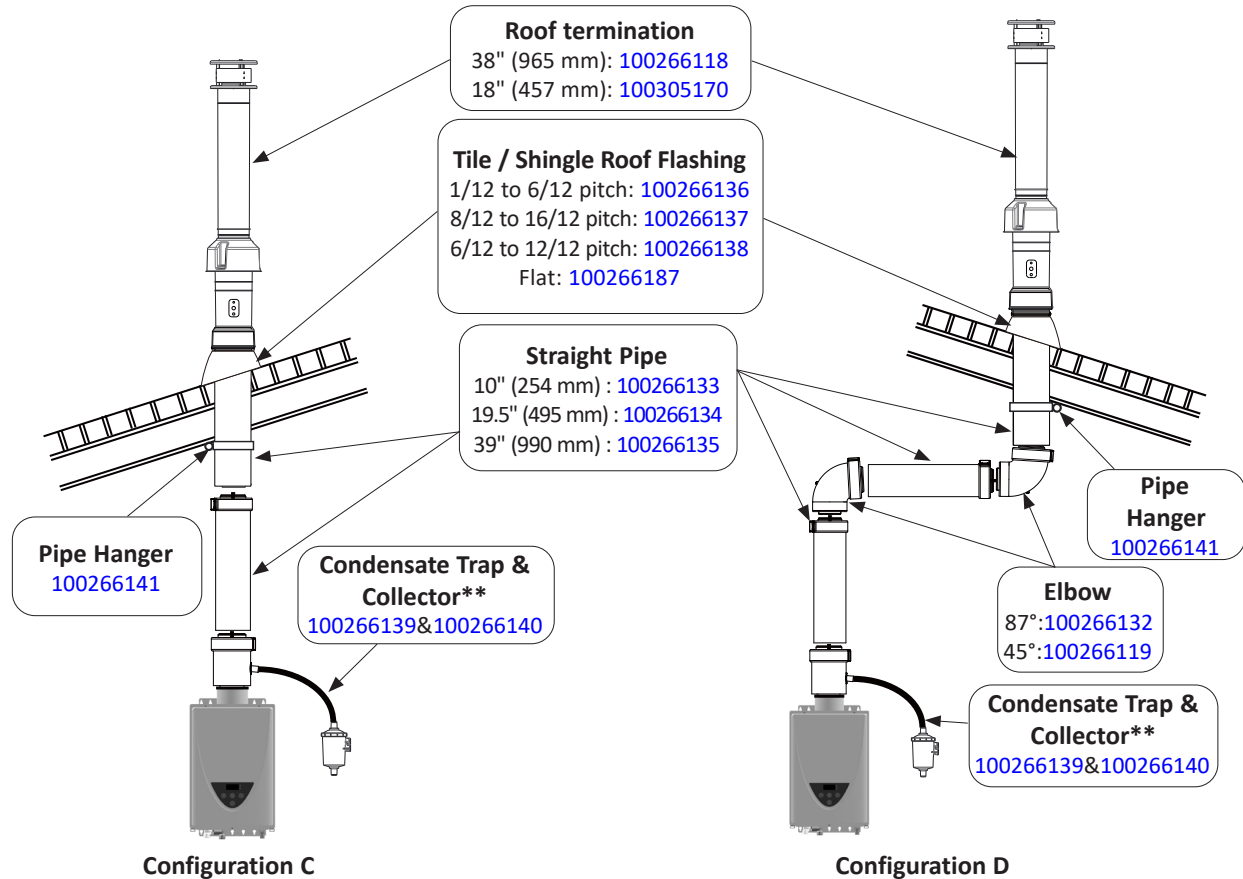 Roof termination
38" (965 mm): 100266118
18" (457 mm): 100305170
Tile / Shingle Roof Flashing
1/12 to 6/12 pitch: 100266136
8/12 to 16/12 pitch: 100266137
6/12 to 12/12 pitch: 100266138
Flat: 100266187
Straight Pipe
10" (254 mm) : 100266133
19.5" (495 mm) : 100266134
39" (990 mm) : 100266135
Pipe Hanger
100266141
Condensate Trap &
Collector**
100266139&100266140
Pipe
Hanger
100266141
Elbow
87°:100266132
45°:100266119
Condensate Trap &
Collector**
100266139&100266140
Configuration C
Configuration D